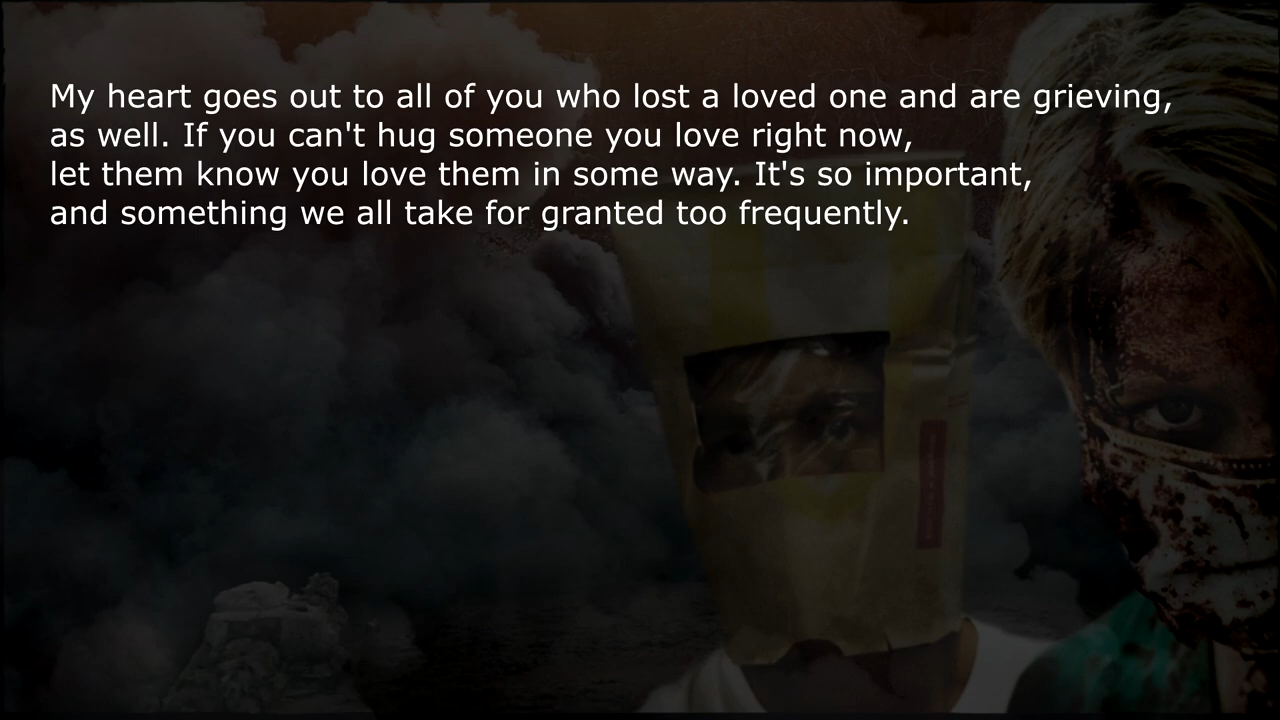 My heart goes out to all of you who lost a loved one and are grieving,
as well. If you can't hug someone you love right now,
let them know you love them in some way. It's so important,
and something we all take for granted too frequently.